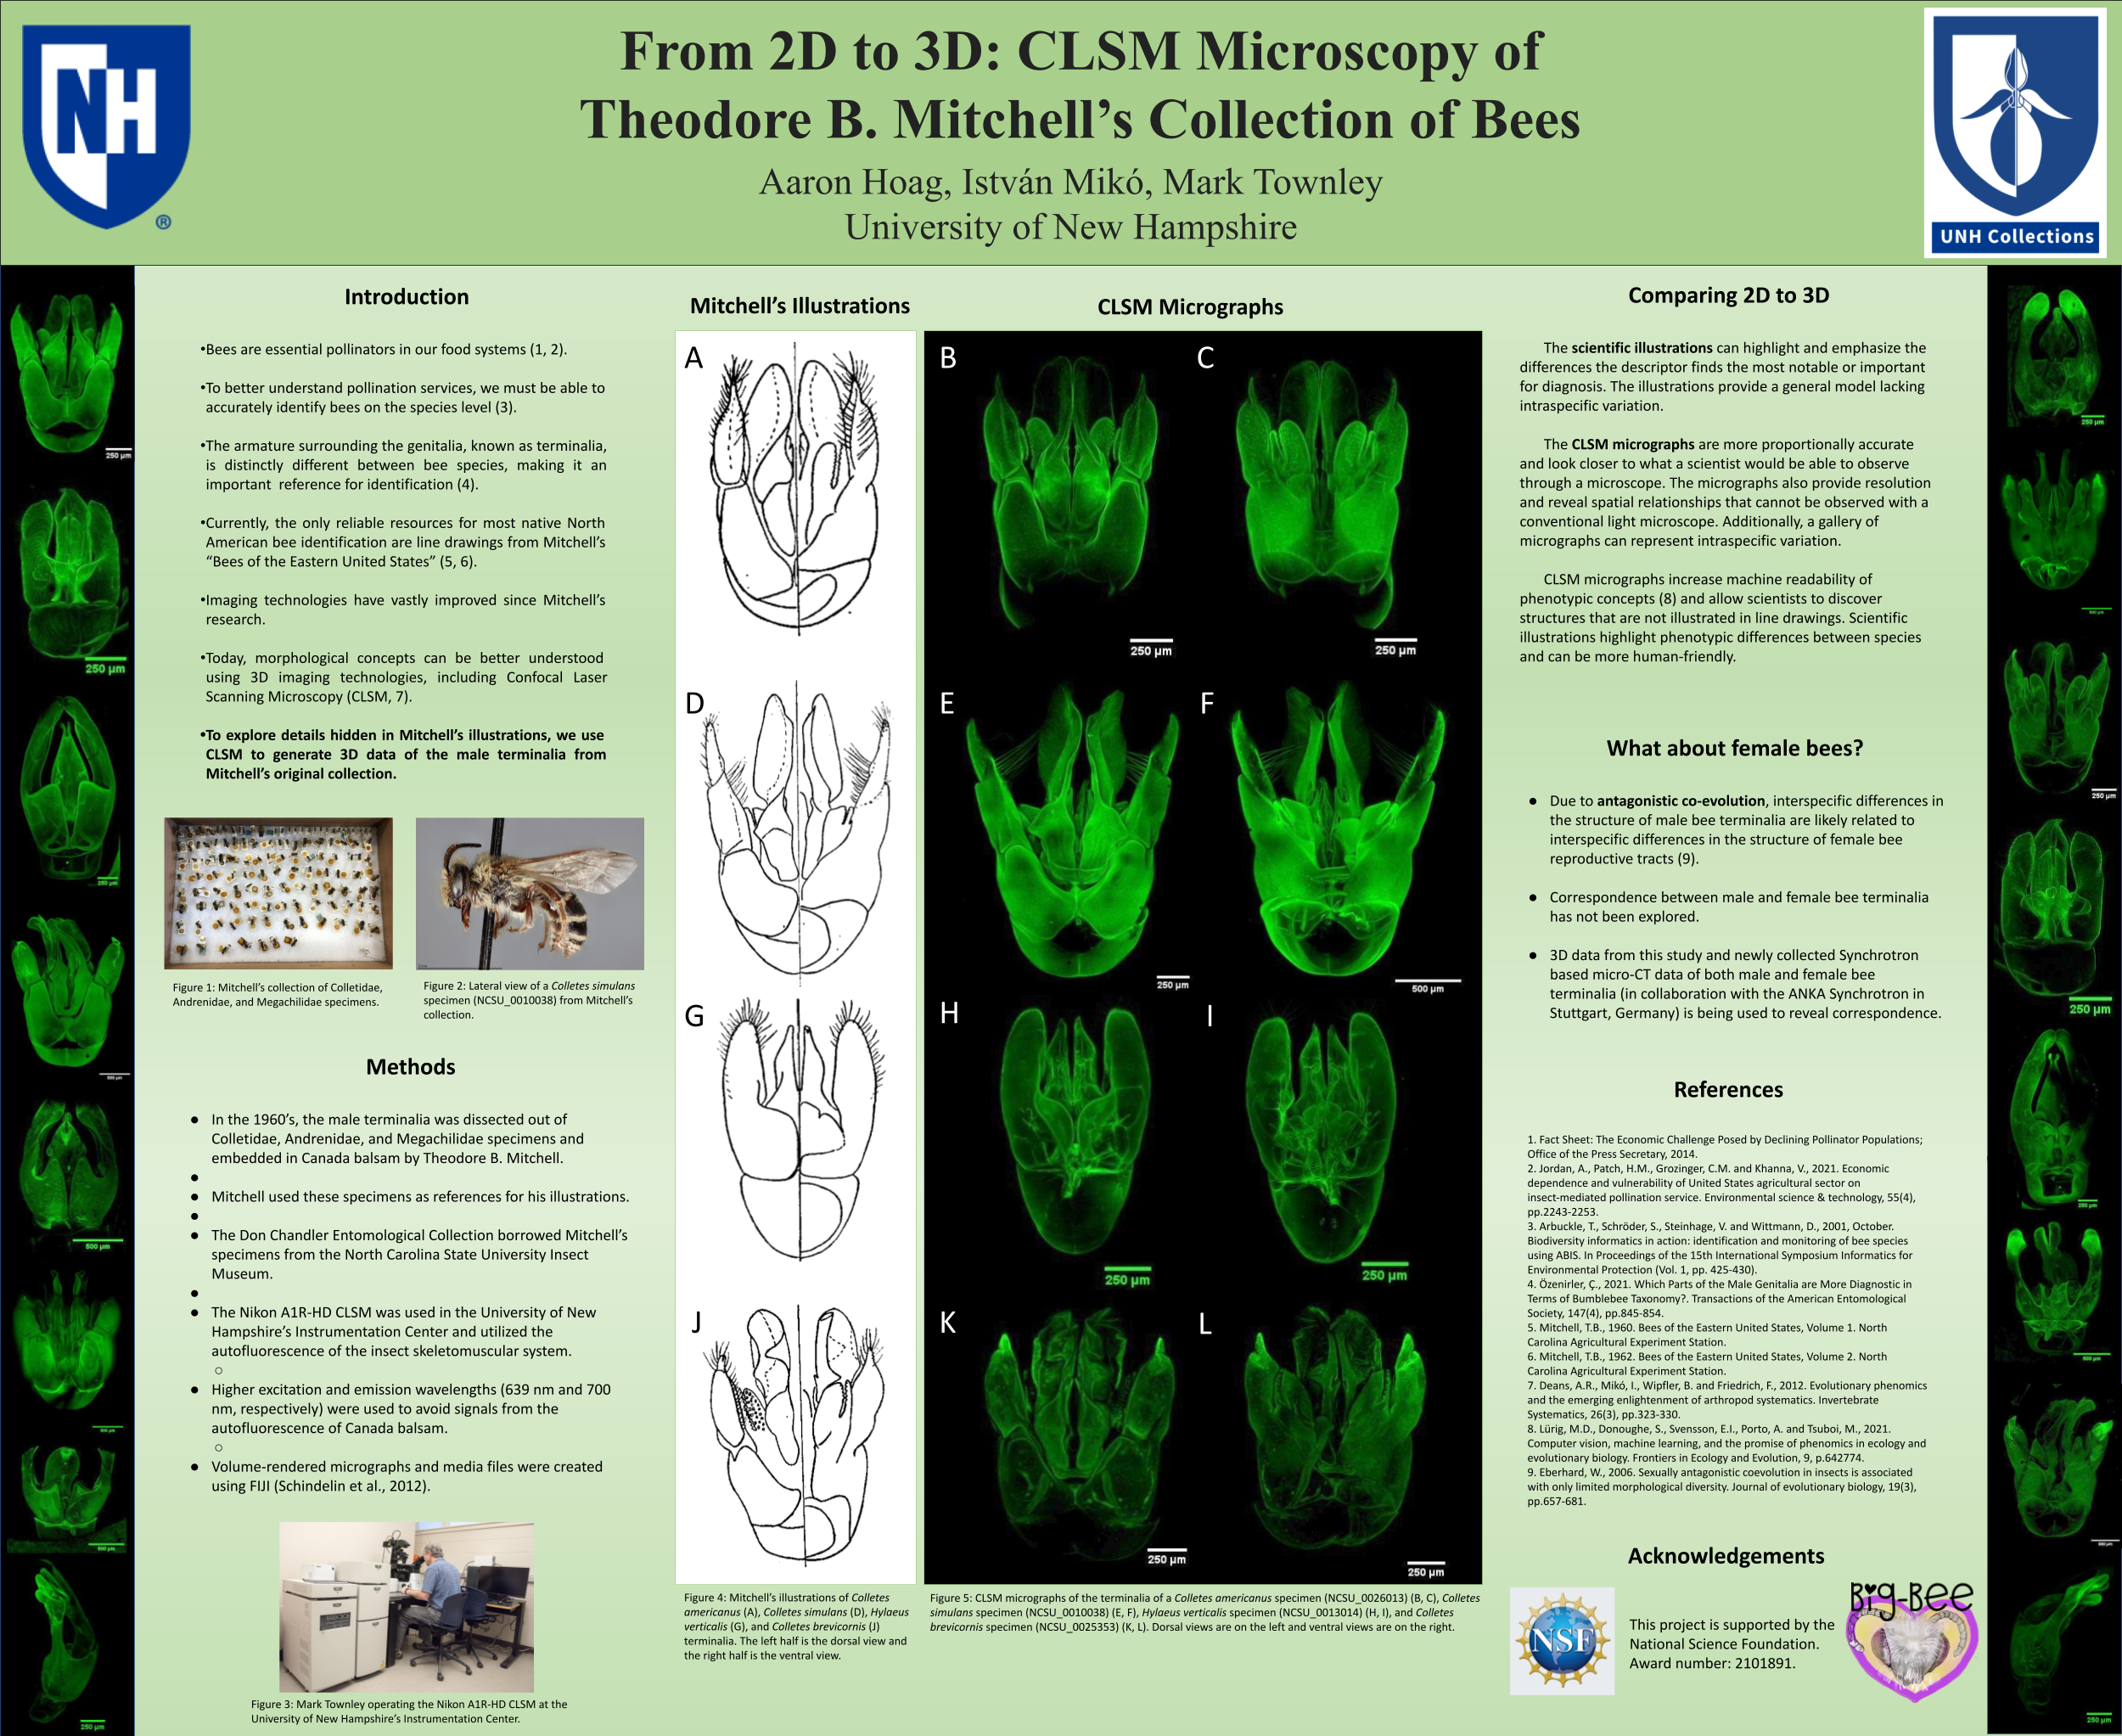 From 2D to 3D: CLSM Microscopy of
Theodore B. Mitchell’s Collection of Bees
Aaron Hoag, István Mikó, Mark Townley
University of New Hampshire
NH
®
UNH Collections
Introduction
•Bees are essential pollinators in our food systems (1, 2).
•To better understand pollination services, we must be able to
accurately identify bees on the species level (3).
•The armature surrounding the genitalia, known as terminalia,
is distinctly different between bee species, making it an
important reference for identification (4).
•Currently, the only reliable resources for most native North
American bee identification are line drawings from Mitchell’s
“Bees of the Eastern United States” (5, 6).
•Imaging technologies have vastly improved since Mitchell’s
research.
•Today, morphological concepts can be better understood
using 3D imaging technologies, including Confocal Laser
Scanning Microscopy (CLSM, 7).
•To explore details hidden in Mitchell’s illustrations, we use
CLSM to generate 3D data of the male terminalia from
Mitchell’s original collection.
Figure 1: Mitchell’s collection of Colletidae,
Andrenidae, and Megachilidae specimens.
Figure 2: Lateral view of a Colletes simulans
specimen (NCSU_0010038) from Mitchell’s
collection.
Methods
● In the 1960’s, the male terminalia was dissected out of
Colletidae, Andrenidae, and Megachilidae specimens and
embedded in Canada balsam by Theodore B. Mitchell.
●
● Mitchell used these specimens as references for his illustrations.
●
● The Don Chandler Entomological Collection borrowed Mitchell’s
specimens from the North Carolina State University Insect
Museum.
●
● The Nikon A1R-HD CLSM was used in the University of New
Hampshire’s Instrumentation Center and utilized the
autofluorescence of the insect skeletomuscular system.
○
● Higher excitation and emission wavelengths (639 nm and 700
nm, respectively) were used to avoid signals from the
autofluorescence of Canada balsam.
○
● Volume-rendered micrographs and media files were created
using FIJI (Schindelin et al., 2012).
Figure 3: Mark Townley operating the Nikon A1R-HD CLSM at the
University of New Hampshire’s Instrumentation Center.
Mitchell’s Illustrations
CLSM Micrographs
A
B
C
250 µm
250 µm
D
E
F
250 µm
500 µm
G
H
I
250 µm
250 µm
J
K
L
250 µm
250 µm
Figure 4: Mitchell’s illustrations of Colletes
americanus (A), Colletes simulans (D), Hylaeus
verticalis (G), and Colletes brevicornis (J)
terminalia. The left half is the dorsal view and
the right half is the ventral view.
Figure 5: CLSM micrographs of the terminalia of a Colletes americanus specimen (NCSU_0026013) (B, C), Colletes
simulans specimen (NCSU_0010038) (E, F), Hylaeus verticalis specimen (NCSU_0013014) (H, I), and Colletes
brevicornis specimen (NCSU_0025353) (K, L). Dorsal views are on the left and ventral views are on the right.
Comparing 2D to 3D
The scientific illustrations can highlight and emphasize the
differences the descriptor finds the most notable or important
for diagnosis. The illustrations provide a general model lacking
intraspecific variation.
The CLSM micrographs are more proportionally accurate
and look closer to what a scientist would be able to observe
through a microscope. The micrographs also provide resolution
and reveal spatial relationships that cannot be observed with a
conventional light microscope. Additionally, a gallery of
micrographs can represent intraspecific variation.
CLSM micrographs increase machine readability of
phenotypic concepts (8) and allow scientists to discover
structures that are not illustrated in line drawings. Scientific
illustrations highlight phenotypic differences between species
and can be more human-friendly.
What about female bees?
● Due to antagonistic co-evolution, interspecific differences in
the structure of male bee terminalia are likely related to
interspecific differences in the structure of female bee
reproductive tracts (9).
● Correspondence between male and female bee terminalia
has not been explored.
● 3D data from this study and newly collected Synchrotron
based micro-CT data of both male and female bee
terminalia (in collaboration with the ANKA Synchrotron in
Stuttgart, Germany) is being used to reveal correspondence.
References
1. Fact Sheet: The Economic Challenge Posed by Declining Pollinator Populations;
Office of the Press Secretary, 2014.
2. Jordan, A., Patch, H.M., Grozinger, C.M. and Khanna, V., 2021. Economic
dependence and vulnerability of United States agricultural sector on
insect-mediated pollination service. Environmental science & technology, 55(4),
pp.2243-2253.
3. Arbuckle, T., Schröder, S., Steinhage, V. and Wittmann, D., 2001, October.
Biodiversity informatics in action: identification and monitoring of bee species
using ABIS. In Proceedings of the 15th International Symposium Informatics for
Environmental Protection (Vol. 1, pp. 425-430).
4. Özenirler, Ç., 2021. Which Parts of the Male Genitalia are More Diagnostic in
Terms of Bumblebee Taxonomy?. Transactions of the American Entomological
Society, 147(4), pp.845-854.
5. Mitchell, T.B., 1960. Bees of the Eastern United States, Volume 1. North
Carolina Agricultural Experiment Station.
6. Mitchell, T.B., 1962. Bees of the Eastern United States, Volume 2. North
Carolina Agricultural Experiment Station.
7. Deans, A.R., Mikó, I., Wipfler, B. and Friedrich, F., 2012. Evolutionary phenomics
and the emerging enlightenment of arthropod systematics. Invertebrate
Systematics, 26(3), pp.323-330.
8. Lürig, M.D., Donoughe, S., Svensson, E.I., Porto, A. and Tsuboi, M., 2021.
Computer vision, machine learning, and the promise of phenomics in ecology and
evolutionary biology. Frontiers in Ecology and Evolution, 9, p.642774.
9. Eberhard, W., 2006. Sexually antagonistic coevolution in insects is associated
with only limited morphological diversity. Journal of evolutionary biology, 19(3),
pp.657-681.
Acknowledgements
NSF
This project is supported by the
National Science Foundation.
Award number: 2101891.
Big-Bee
250 µm
250 µm
250 µm
500 µm
500 µm
250 µm
250 µm
250 µm
250 µm
250 µm